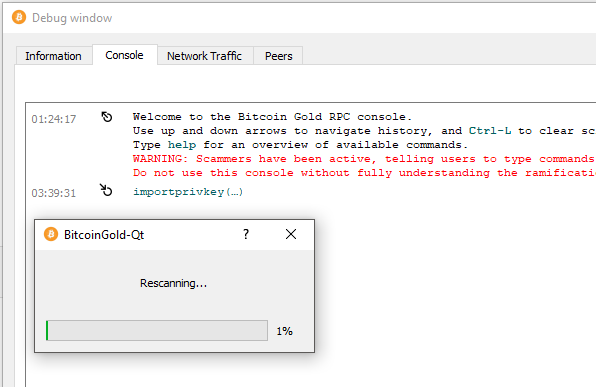 Debug window
Information Console Network Traffic Peers
01:24:17 Welcome to the Bitcoin Gold RPC console.
Use up and down arrows to navigate history, and Ctrl-L to clear
Type help for an overview of available commands.
WARNING: Scammers have been active, telling users to type commands
Do not use this console without fully understanding the
03:39:31 importprivkey(…)
BitcoinGold-Qt ?
Rescanning...
1%